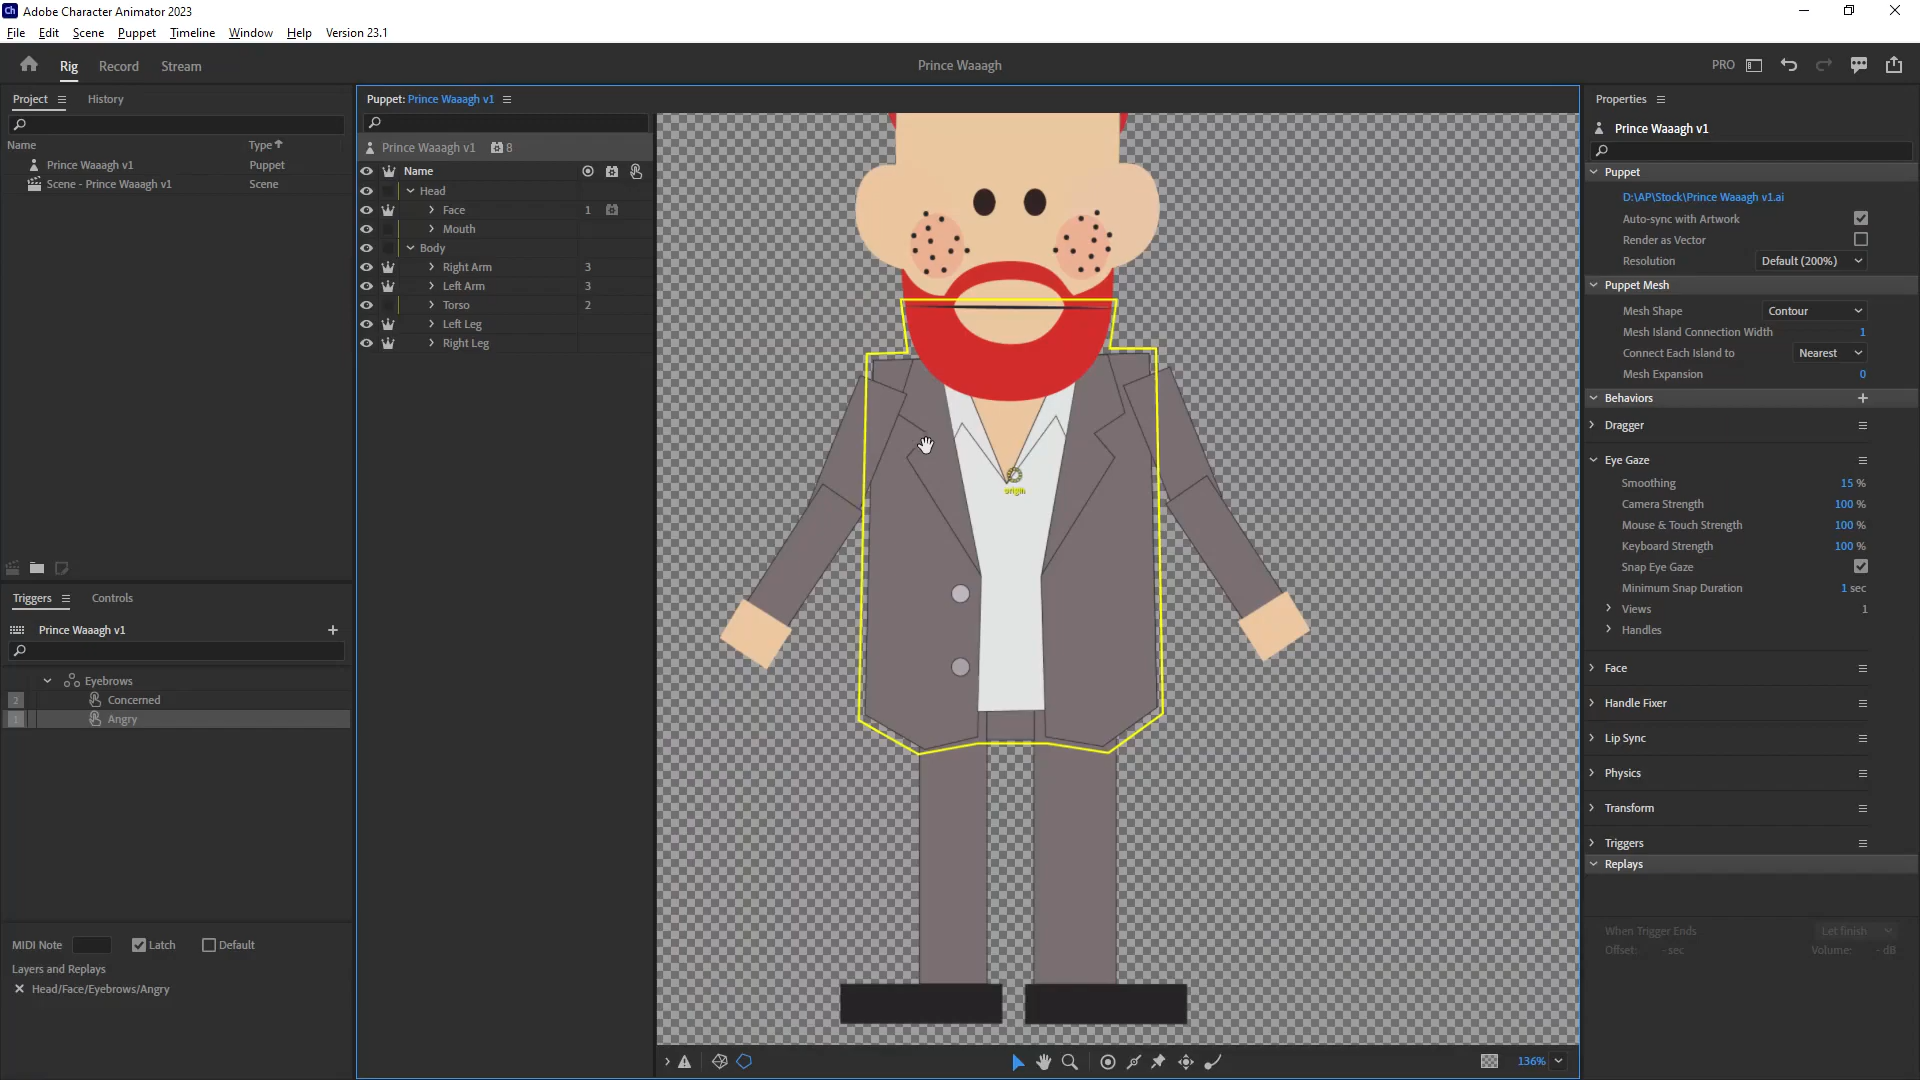 Ch Adobe Character Animator 2023
File Edit Scene Puppet Timeline Window Help Version 23.1
Rig Record Stream
Prince Waaagh
PRO
Project
History
Name Type
Prince Waaagh v1 Puppet
Scene - Prince Waaagh v1 Scene
Triggers
Controls
Prince Waaagh v1
Eyebrows
2 Concerned
1 Angry
MIDI Note
Latch
Default
Layers and Replays
Head/Face/Eyebrows/Angry
Puppet: Prince Waaagh v1
Prince Waaagh v1 8
Name
Head
Face 1
Mouth
Body
Right Arm 3
Left Arm 3
Torso 2
Left Leg
Right Leg
origin
136%
Properties
Prince Waaagh v1
Puppet
D:\AP\Stock\Prince Waaagh v1.ai
Auto-sync with Artwork
Render as Vector
Resolution Default (200%)
Puppet Mesh
Mesh Shape Contour
Mesh Island Connection Width 1
Connect Each Island to Nearest
Mesh Expansion 0
Behaviors
Dragger
Eye Gaze
Smoothing 15 %
Camera Strength 100 %
Mouse & Touch Strength 100 %
Keyboard Strength 100 %
Snap Eye Gaze
Minimum Snap Duration 1 sec
Views 1
Handles
Face
Handle Fixer
Lip Sync
Physics
Transform
Triggers
Replays
When Trigger Ends Let finish
Offset: - sec Volume: - dB